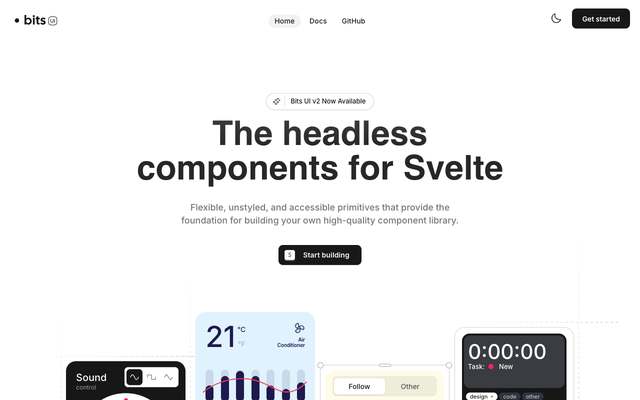 bits UI
Home
Docs
GitHub
Get started
Bits UI v2 Now Available
The headless
components for Svelte
Flexible, unstyled, and accessible primitives that provide the
foundation for building your own high-quality component library.
S Start building
21 °C
°F
Air
Conditioner
Sound
control
Follow
Other
0:00:00
Task: New
design ×
code
other